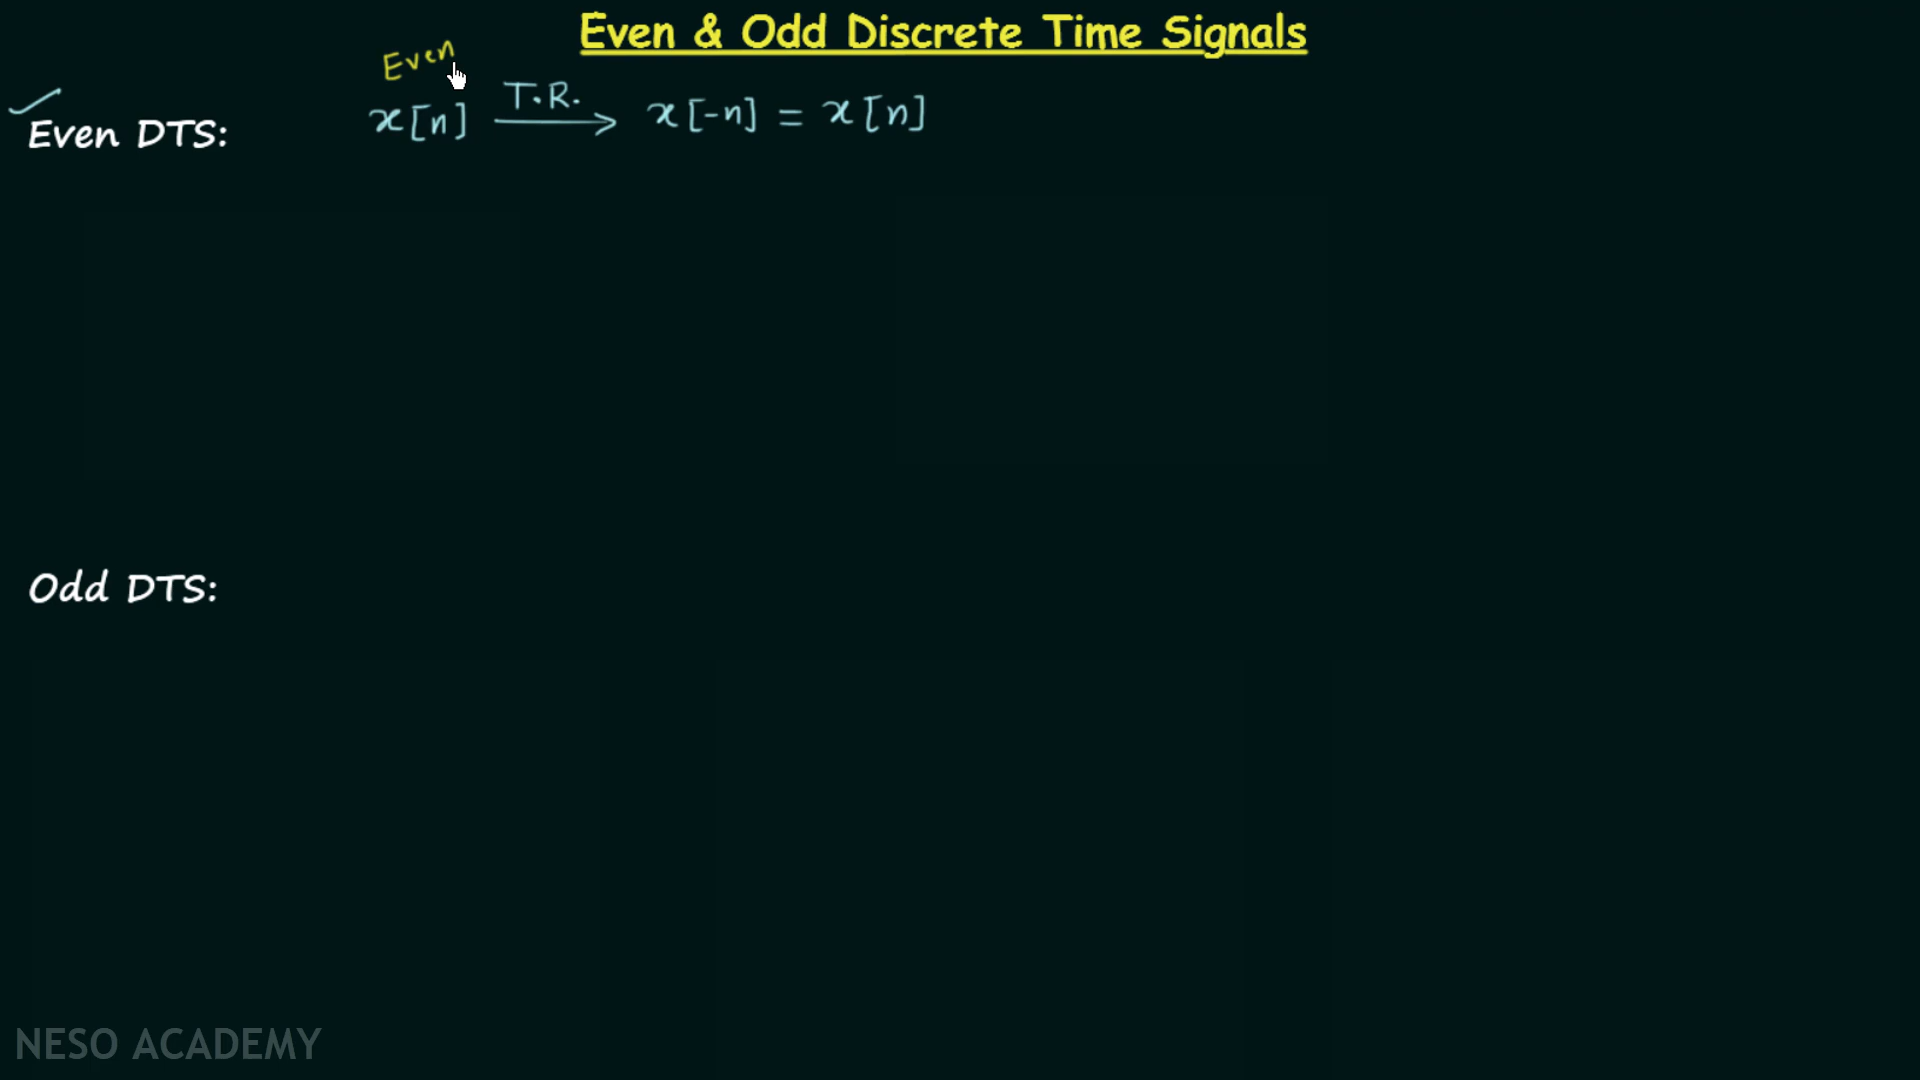 Even & Odd Discrete Time Signals
Even
Even DTS: x[n] T.R. → x[-n] = x[n]
Odd DTS:
NESO ACADEMY